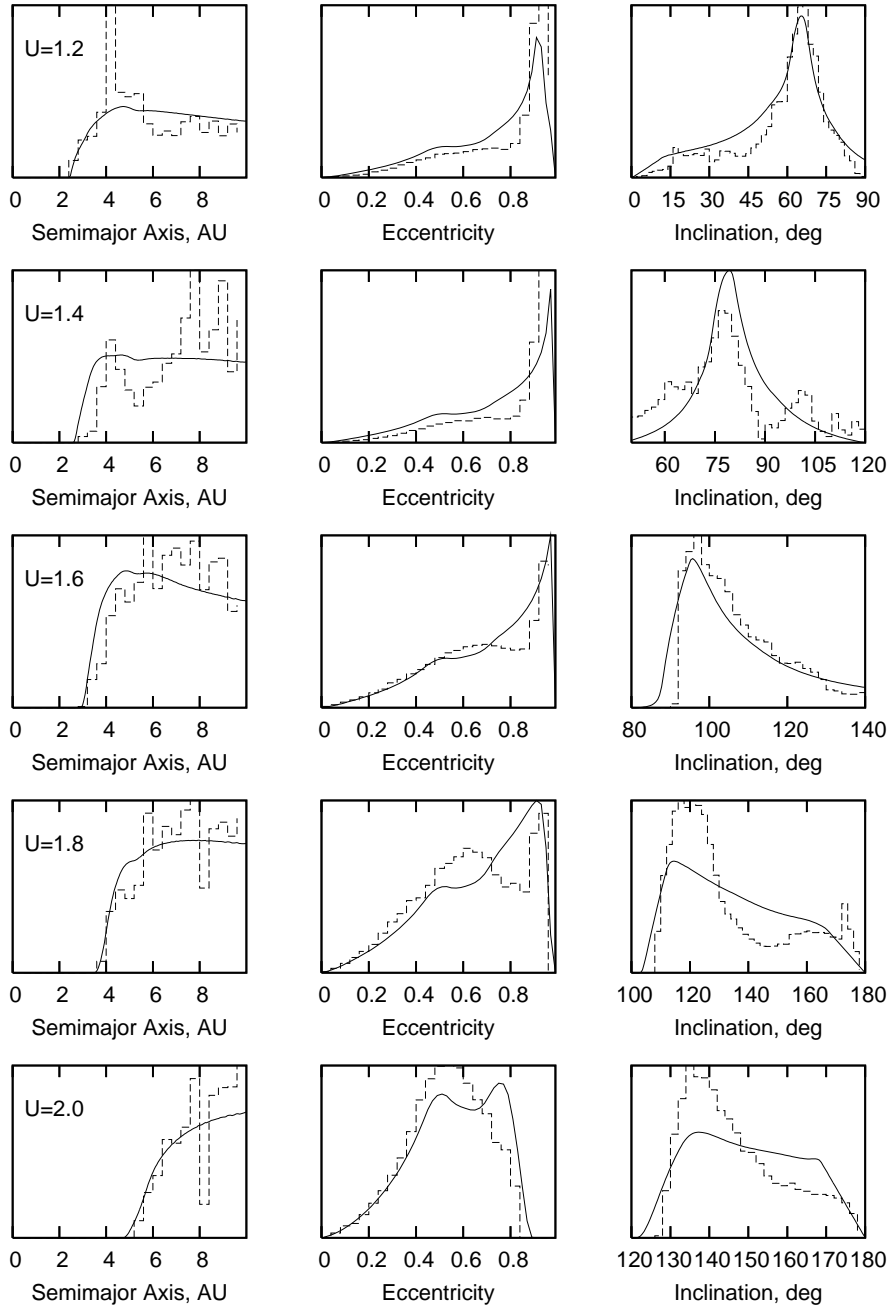 U=1.2
0 2 4 6 8
0 0.2 0.4 0.6 0.8
0 15 30 45 60 75 90
Semimajor Axis, AU
Eccentricity
Inclination, deg
U=1.4
0 2 4 6 8
0 0.2 0.4 0.6 0.8
60 75 90 105 120
Semimajor Axis, AU
Eccentricity
Inclination, deg
U=1.6
0 2 4 6 8
0 0.2 0.4 0.6 0.8
80 100 120 140
Semimajor Axis, AU
Eccentricity
Inclination, deg
U=1.8
0 2 4 6 8
0 0.2 0.4 0.6 0.8
100 120 140 160 180
Semimajor Axis, AU
Eccentricity
Inclination, deg
U=2.0
0 2 4 6 8
0 0.2 0.4 0.6 0.8
120 130 140 150 160 170 180
Semimajor Axis, AU
Eccentricity
Inclination, deg